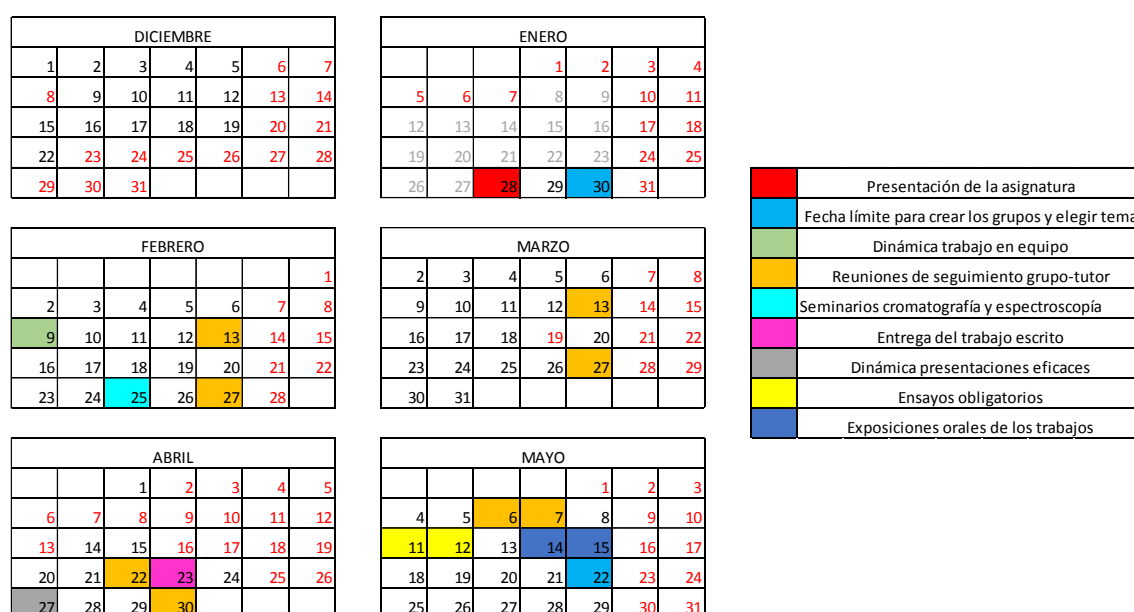 DICIEMBRE
1 2 3 4 5 6 7
8 9 10 11 12 13 14
15 16 17 18 19 20 21
22 23 24 25 26 27 28
29 30 31
ENERO
1 2 3 4
5 6 7 8 9 10 11
12 13 14 15 16 17 18
19 20 21 22 23 24 25
26 27 28 29 30 31
FEBRERO
1
2 3 4 5 6 7 8
9 10 11 12 13 14 15
16 17 18 19 20 21 22
23 24 25 26 27 28
MARZO
2 3 4 5 6 7 8
9 10 11 12 13 14 15
16 17 18 19 20 21 22
23 24 25 26 27 28 29
30 31
ABRIL
1 2 3 4 5
6 7 8 9 10 11 12
13 14 15 16 17 18 19
20 21 22 23 24 25 26
27 28 29 30
MAYO
1 2 3
4 5 6 7 8 9 10
11 12 13 14 15 16 17
18 19 20 21 22 23 24
25 26 27 28 29 30 31
Presentación de la asignatura
Fecha límite para crear los grupos y elegir tema
Dinámica trabajo en equipo
Reuniones de seguimiento grupo-tutor
Seminarios cromatografía y espectroscopía
Entrega del trabajo escrito
Dinámica presentaciones eficaces
Ensayos obligatorios
Exposiciones orales de los trabajos